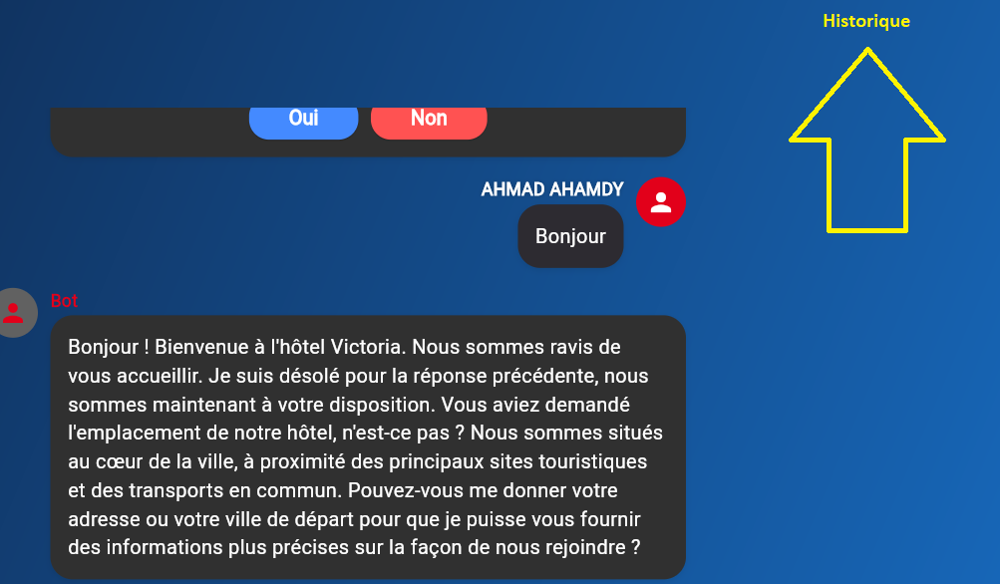 Historique
Oui Non
AHMAD AHAMDY
Bonjour
Bot
Bonjour ! Bienvenue à l'hôtel Victoria. Nous sommes ravis de
vous accueillir. Je suis désolé pour la réponse précédente, nous
sommes maintenant à votre disposition. Vous aviez demandé
l'emplacement de notre hôtel, n'est-ce pas ? Nous sommes situés
au cœur de la ville, à proximité des principaux sites touristiques
et des transports en commun. Pouvez-vous me donner votre
adresse ou votre ville de départ pour que je puisse vous fournir
des informations plus précises sur la façon de nous rejoindre ?